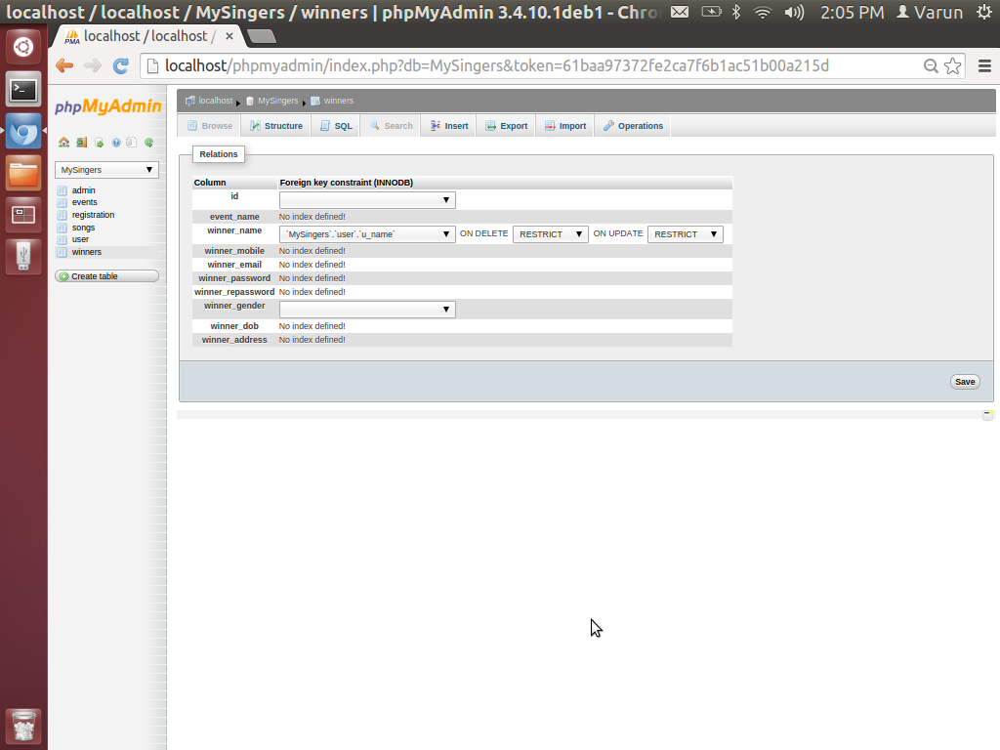 localhost / localhost / MySingers / winners | phpMyAdmin 3.4.10.1deb1 - Chro 2:05 PM Varun
PMA localhost / localhost / ×
localhost/phpmyadmin/index.php?db=MySingers&token=61baa97372fe2ca7f6b1ac51b00a215d
phpMyAdmin
MySingers
admin
events
registration
songs
user
winners
Create table
localhost MySingers winners
Browse Structure SQL Search Insert Export Import Operations
Relations
Column Foreign key constraint (INNODB)
id
event_name No index defined!
winner_name `MySingers`.`user`.`u_name` ON DELETE RESTRICT ON UPDATE RESTRICT
winner_mobile No index defined!
winner_email No index defined!
winner_password No index defined!
winner_repassword No index defined!
winner_gender
winner_dob No index defined!
winner_address No index defined!
Save